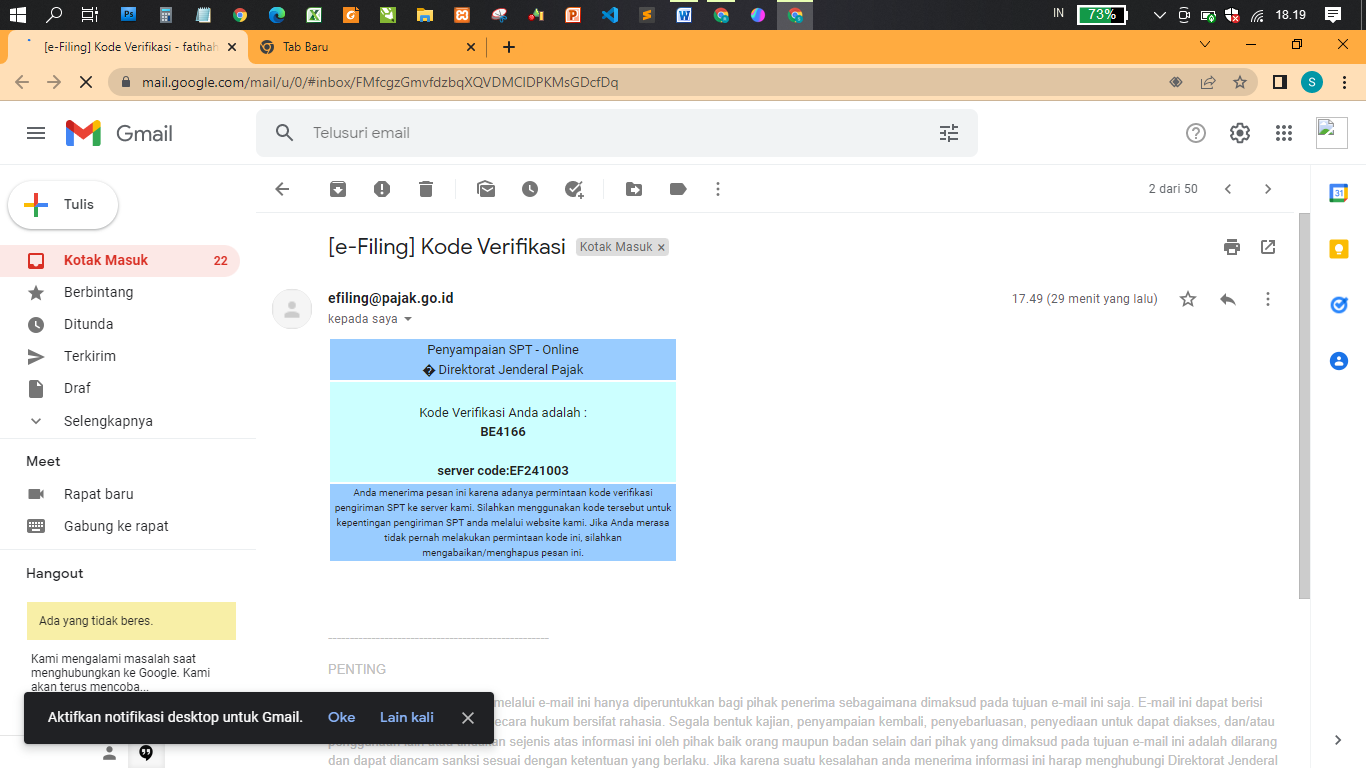 IN 73% 18.19
[e-Filing] Kode Verifikasi - fatihah
Tab Baru
mail.google.com/mail/u/0/#inbox/FMfcgzGmvfdzbqXQVDMClDPKMsGDcfDq
S
Gmail
Telusuri email
Tulis
2 dari 50
31
Kotak Masuk 22
Berbintang
Ditunda
Terkirim
Draf
Selengkapnya
Meet
Rapat baru
Gabung ke rapat
Hangout
Ada yang tidak beres.
Kami mengalami masalah saat
menghubungkan ke Google. Kami
akan terus mencoba...
[e-Filing] Kode Verifikasi Kotak Masuk
efiling@pajak.go.id
17.49 (29 menit yang lalu)
kepada saya
Penyampaian SPT - Online
� Direktorat Jenderal Pajak
Kode Verifikasi Anda adalah :
BE4166
server code:EF241003
Anda menerima pesan ini karena adanya permintaan kode verifikasi
pengiriman SPT ke server kami. Silahkan menggunakan kode tersebut untuk
kepentingan pengiriman SPT anda melalui website kami. Jika Anda merasa
tidak pernah melakukan permintaan kode ini, silahkan
mengabaikan/menghapus pesan ini.
PENTING
melalui e-mail ini hanya diperuntukkan bagi pihak penerima sebagaimana dimaksud pada tujuan e-mail ini saja. E-mail ini dapat berisi
ecara hukum bersifat rahasia. Segala bentuk kajian, penyampaian kembali, penyebarluasan, penyediaan untuk dapat diakses, dan/atau
sejenis atas informasi ini oleh pihak baik orang maupun badan selain dari pihak yang dimaksud pada tujuan e-mail ini adalah dilarang
dan dapat diancam sanksi sesuai dengan ketentuan yang berlaku. Jika karena suatu kesalahan anda menerima informasi ini harap menghubungi Direktorat Jenderal
Aktifkan notifikasi desktop untuk Gmail. Oke Lain kali